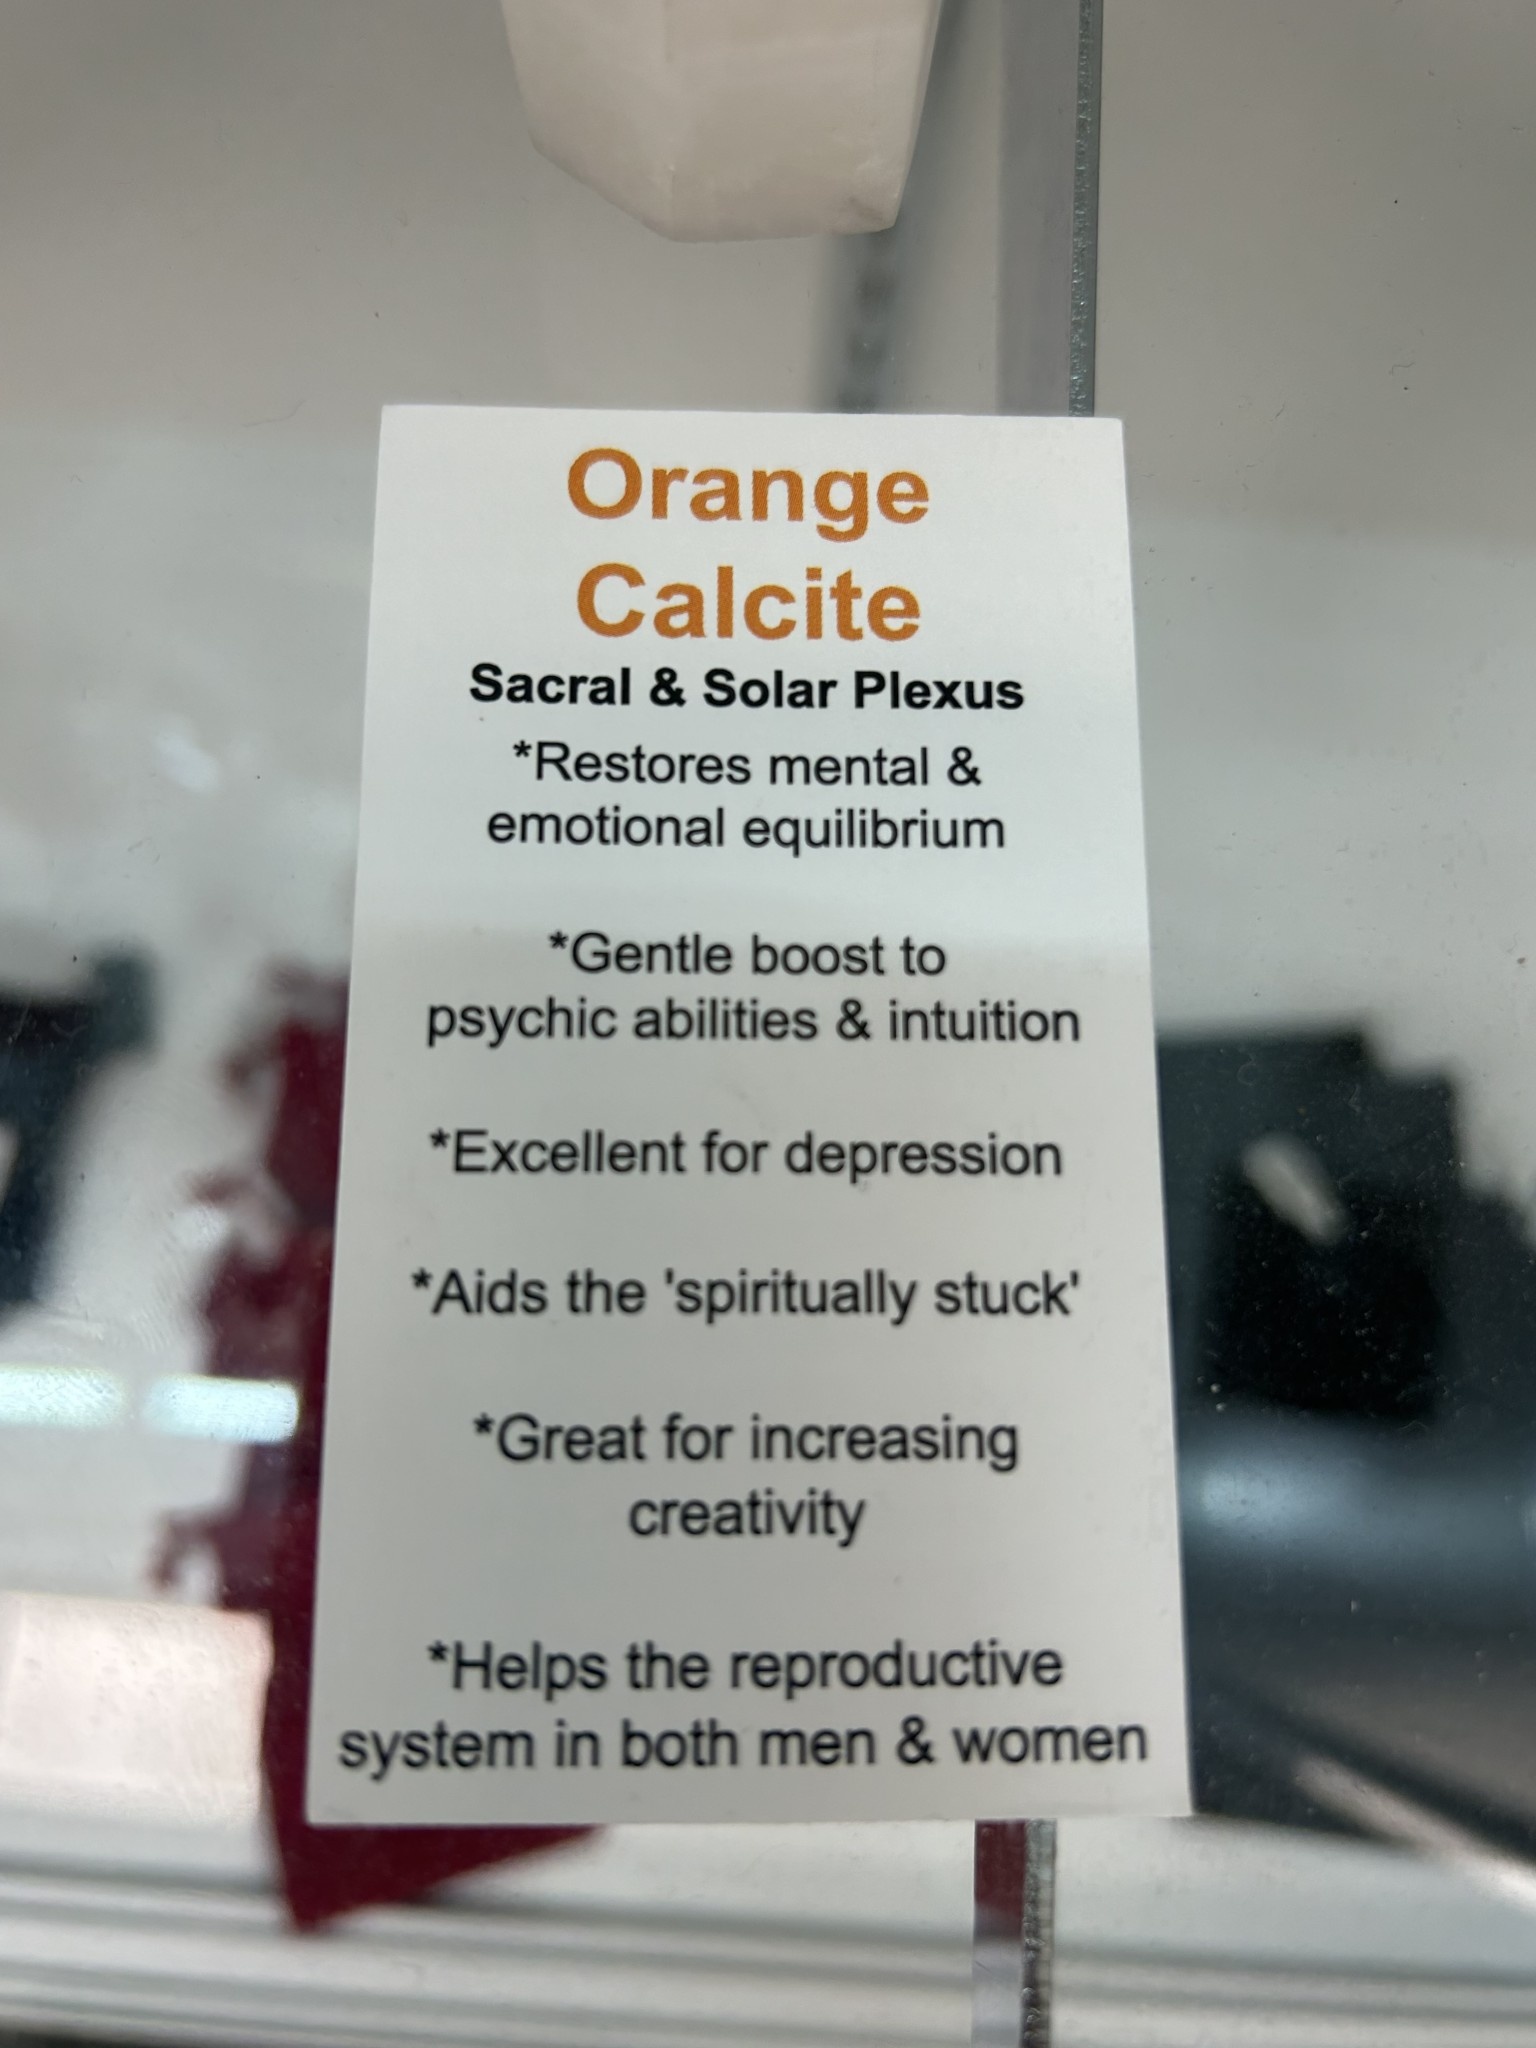 Orange
Calcite
Sacral & Solar Plexus
*Restores mental &
emotional equilibrium
*Gentle boost to
psychic abilities & intuition
*Excellent for depression
*Aids the 'spiritually stuck'
*Great for increasing
creativity
*Helps the reproductive
system in both men & women